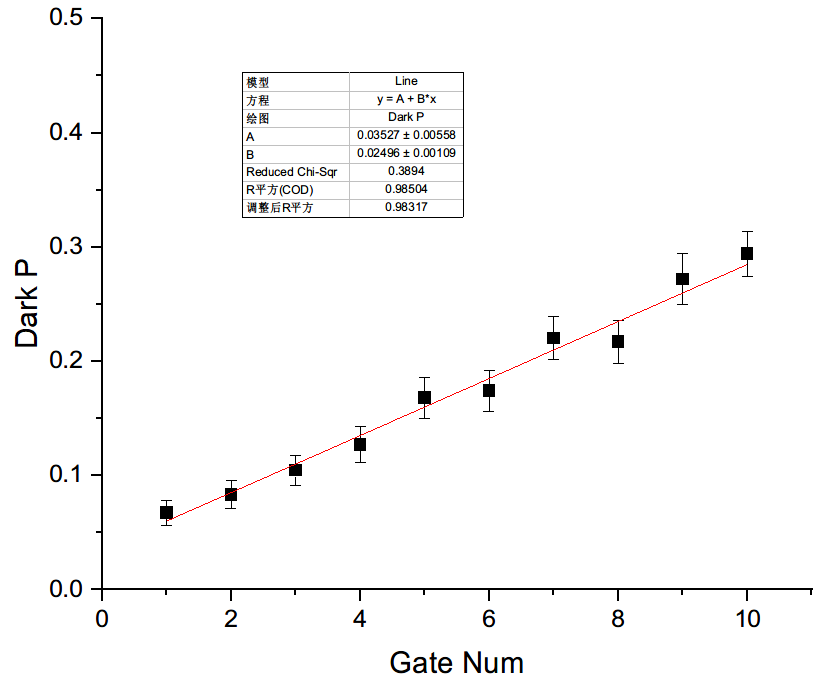 0.5
模型 Line
方程 y = A + B*x
绘图 Dark P
A 0.03527 ± 0.00558
B 0.02496 ± 0.00109
Reduced Chi-Sqr 0.3894
R平方(COD) 0.98504
调整后R平方 0.98317
0.4
0.3
Dark P
0.2
0.1
0.0
0 2 4 6 8 10
Gate Num